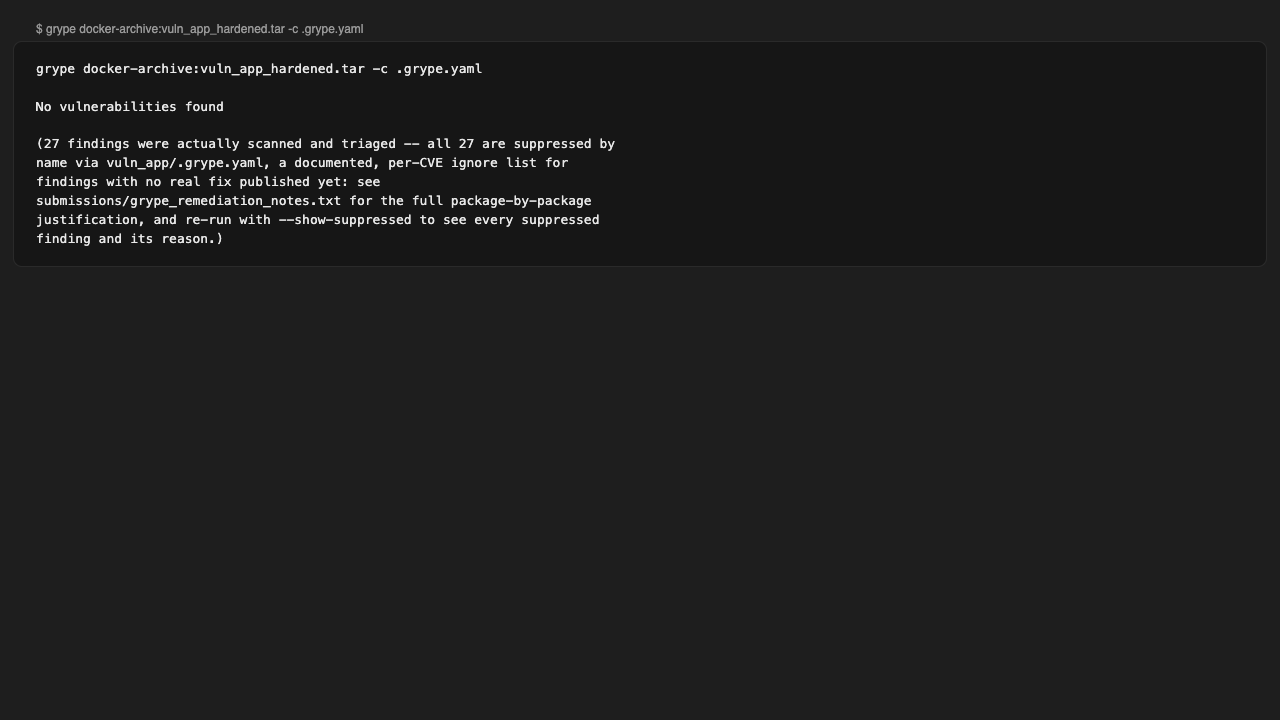 $ grype docker-archive:vuln_app_hardened.tar -c .grype.yaml
grype docker-archive:vuln_app_hardened.tar -c .grype.yaml
No vulnerabilities found
(27 findings were actually scanned and triaged -- all 27 are suppressed by
name via vuln_app/.grype.yaml, a documented, per-CVE ignore list for
findings with no real fix published yet: see
submissions/grype_remediation_notes.txt for the full package-by-package
justification, and re-run with --show-suppressed to see every suppressed
finding and its reason.)